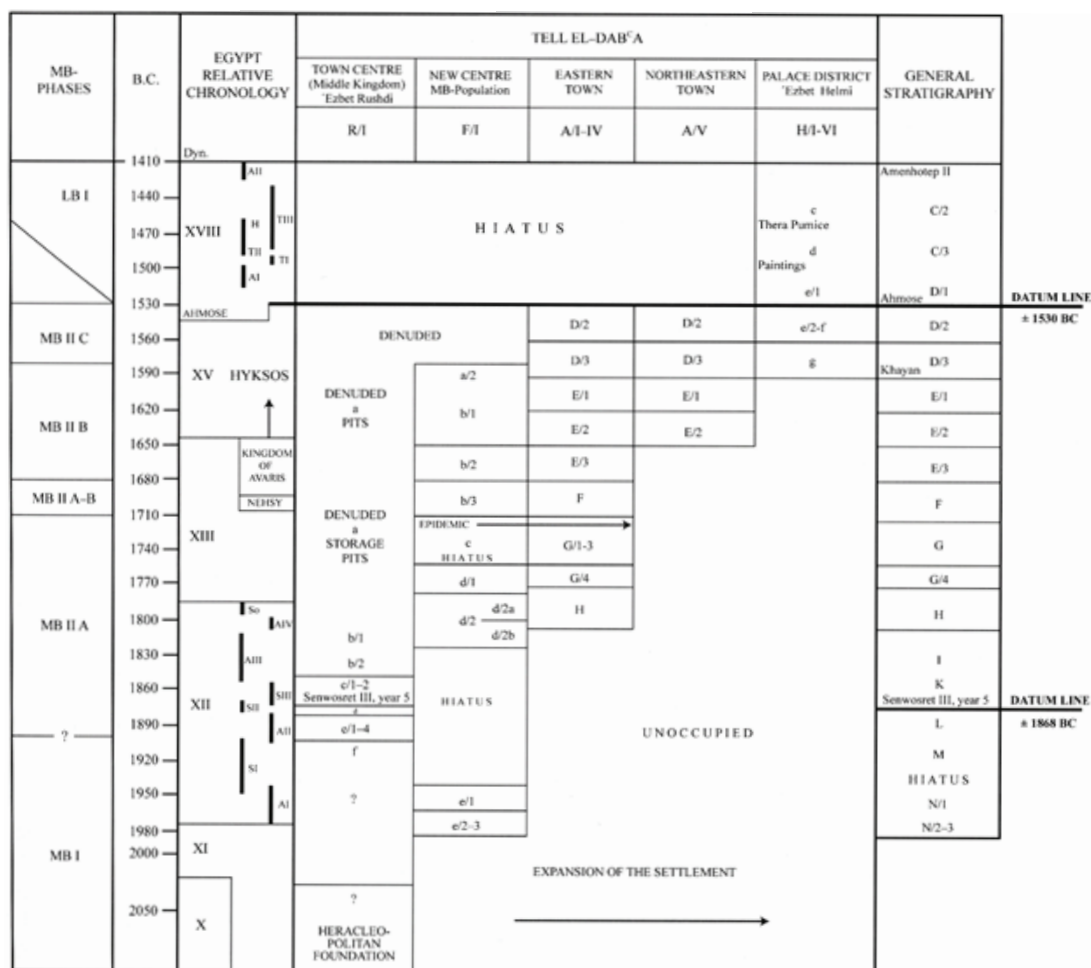 MB-
PHASES
B.C.
EGYPT
RELATIVE
CHRONOLOGY
TELL EL–DABᶜA
TOWN CENTRE
(Middle Kingdom)
ʿEzbet Rushdi
NEW CENTRE
MB-Population
EASTERN
TOWN
NORTHEASTERN
TOWN
PALACE DISTRICT
ʿEzbet Helmi
GENERAL
STRATIGRAPHY
R/I
F/I
A/I–IV
A/V
H/I-VI
Dyn.
1410
1440
1470
1500
1530
1560
1590
1620
1650
1680
1710
1740
1770
1800
1830
1860
1890
1920
1950
1980
2000
2050
LB I
MB II C
MB II B
MB II A–B
MB II A
?
MB I
XVIII
AII
TIII
H
TII
TI
AI
AHMOSE
XV HYKSOS
KINGDOM
OF
AVARIS
NEHSY
XIII
So
AIV
AIII
XII
SIII
SII
AII
SI
AI
XI
X
HIATUS
DENUDED
DENUDED
a
PITS
DENUDED
a
STORAGE
PITS
b/1
b/2
c/1–2
Senwosret III, year 5
e/1–4
f
?
?
HERACLEO-
POLITAN
FOUNDATION
a/2
b/1
b/2
b/3
EPIDEMIC
c
HIATUS
d/1
d/2
d/2a
d/2b
HIATUS
e/1
e/2–3
D/2
D/3
E/1
E/2
E/3
F
G/1-3
G/4
H
D/2
D/3
E/1
E/2
UNOCCUPIED
EXPANSION OF THE SETTLEMENT
c
Thera Pumice
d
Paintings
e/1
e/2-f
g
Amenhotep II
C/2
C/3
Ahmose D/1
D/2
Khayan D/3
E/1
E/2
E/3
F
G
G/4
H
I
K
Senwosret III, year 5
L
M
HIATUS
N/1
N/2–3
DATUM LINE
± 1530 BC
DATUM LINE
± 1868 BC